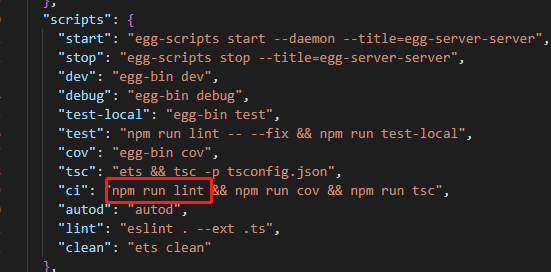 "scripts": {
"start": "egg-scripts start --daemon --title=egg-server-server",
"stop": "egg-scripts stop --title=egg-server-server",
"dev": "egg-bin dev",
"debug": "egg-bin debug",
"test-local": "egg-bin test",
"test": "npm run lint -- --fix && npm run test-local",
"cov": "egg-bin cov",
"tsc": "ets && tsc -p tsconfig.json",
"ci": "npm run lint && npm run cov && npm run tsc",
"autod": "autod",
"lint": "eslint . --ext .ts",
"clean": "ets clean"
},